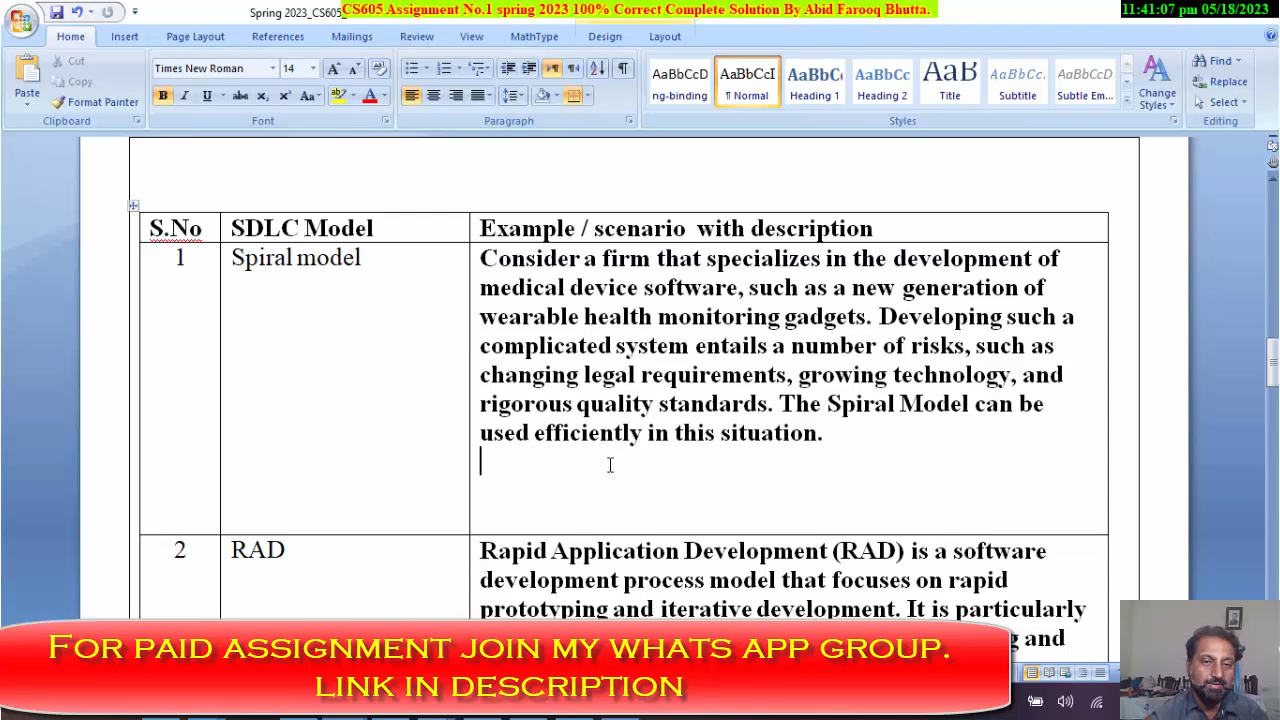 Spring 2023_CS605_
CS605 Assignment No.1 spring 2023 100% Correct Complete Solution By Abid Farooq Bhutta.
11:41:07 pm 05/18/2023
Home Insert Page Layout References Mailings Review View MathType Design Layout
Paste
Cut
Copy
Format Painter
Clipboard
Times New Roman 14
B I U abc X₂ X² Aa
Font
Paragraph
AaBbCcD AaBbCcI AaBbC AaBbCc AaB AaBbCc. AaBbCc.
ng-binding ¶ Normal Heading 1 Heading 2 Title Subtitle Subtle Em...
Change
Styles
Styles
Find
Replace
Select
Editing
S.No SDLC Model Example / scenario with description
1 Spiral model Consider a firm that specializes in the development of
medical device software, such as a new generation of
wearable health monitoring gadgets. Developing such a
complicated system entails a number of risks, such as
changing legal requirements, growing technology, and
rigorous quality standards. The Spiral Model can be
used efficiently in this situation.
2 RAD Rapid Application Development (RAD) is a software
development process model that focuses on rapid
prototyping and iterative development. It is particularly
and
For paid assignment join my whats app group.
link in description